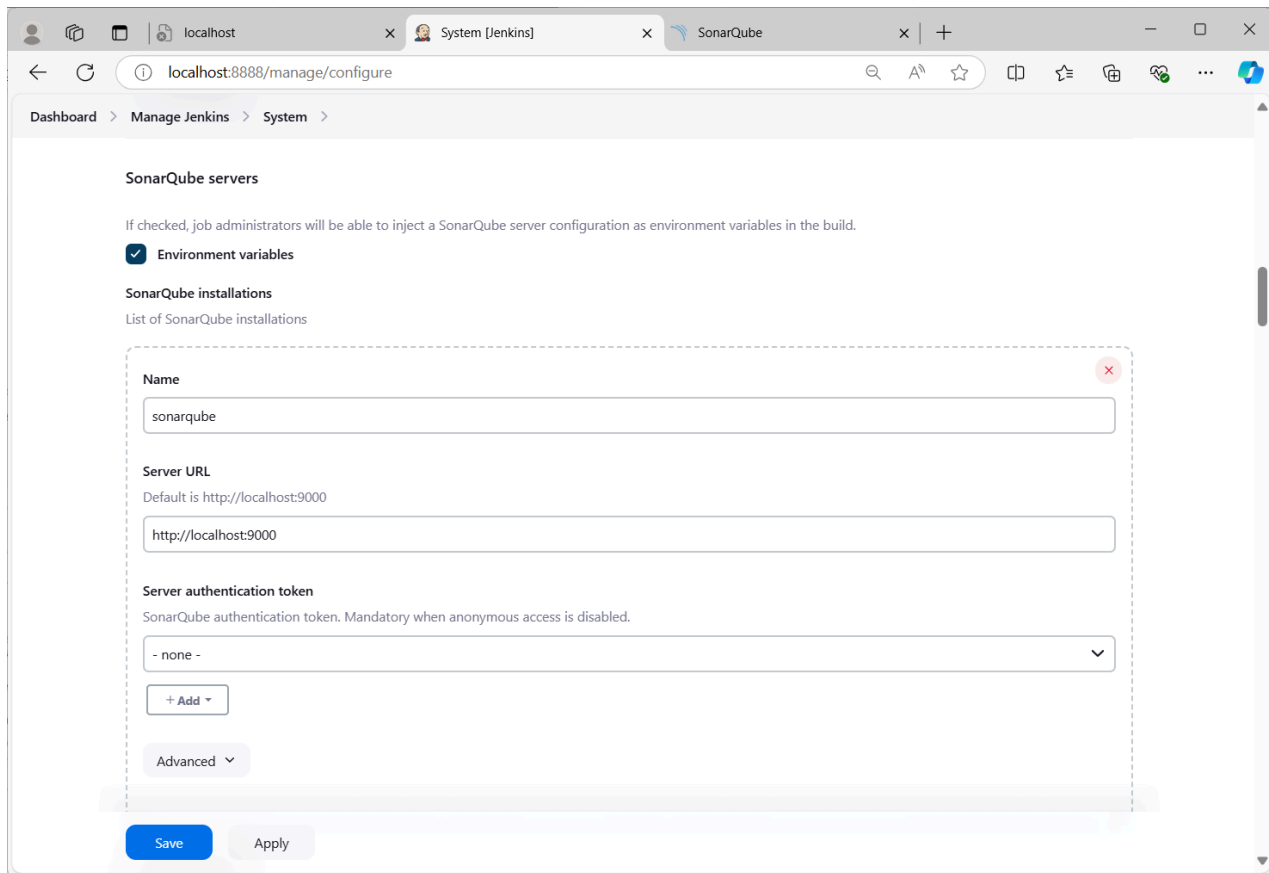 localhost
System [Jenkins]
SonarQube
localhost:8888/manage/configure
Dashboard > Manage Jenkins > System >
SonarQube servers
If checked, job administrators will be able to inject a SonarQube server configuration as environment variables in the build.
Environment variables
SonarQube installations
List of SonarQube installations
Name
sonarqube
Server URL
Default is http://localhost:9000
http://localhost:9000
Server authentication token
SonarQube authentication token. Mandatory when anonymous access is disabled.
- none -
+ Add
Advanced
Save
Apply